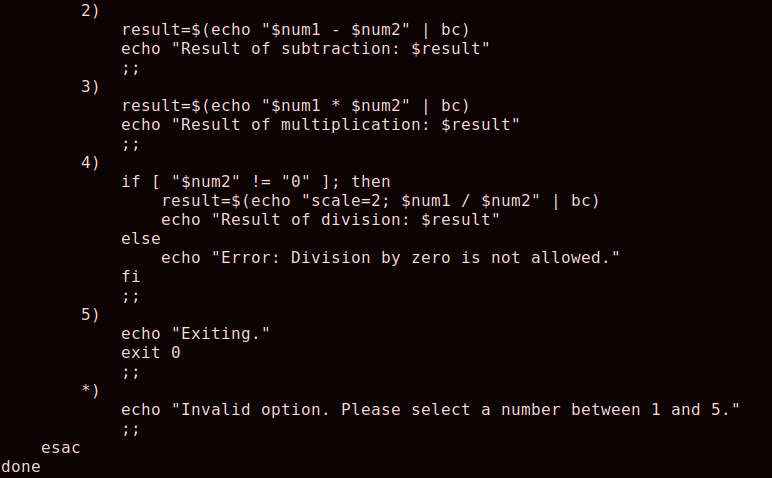 2)
            result=$(echo "$num1 - $num2" | bc)
            echo "Result of subtraction: $result"
            ;;
        3)
            result=$(echo "$num1 * $num2" | bc)
            echo "Result of multiplication: $result"
            ;;
        4)
            if [ "$num2" != "0" ]; then
                result=$(echo "scale=2; $num1 / $num2" | bc)
                echo "Result of division: $result"
            else
                echo "Error: Division by zero is not allowed."
            fi
            ;;
        5)
            echo "Exiting."
            exit 0
            ;;
        *)
            echo "Invalid option. Please select a number between 1 and 5."
            ;;
    esac
done